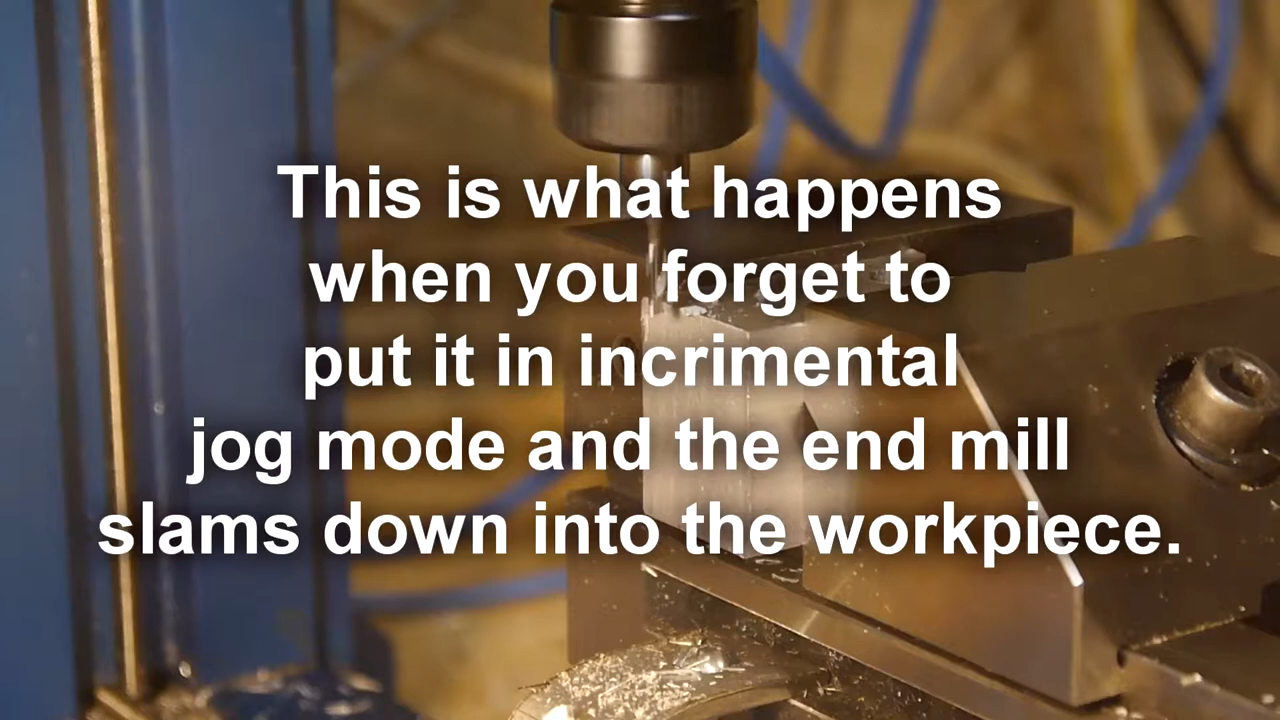 This is what happens
when you forget to
put it in incrimental
jog mode and the end mill
slams down into the workpiece.